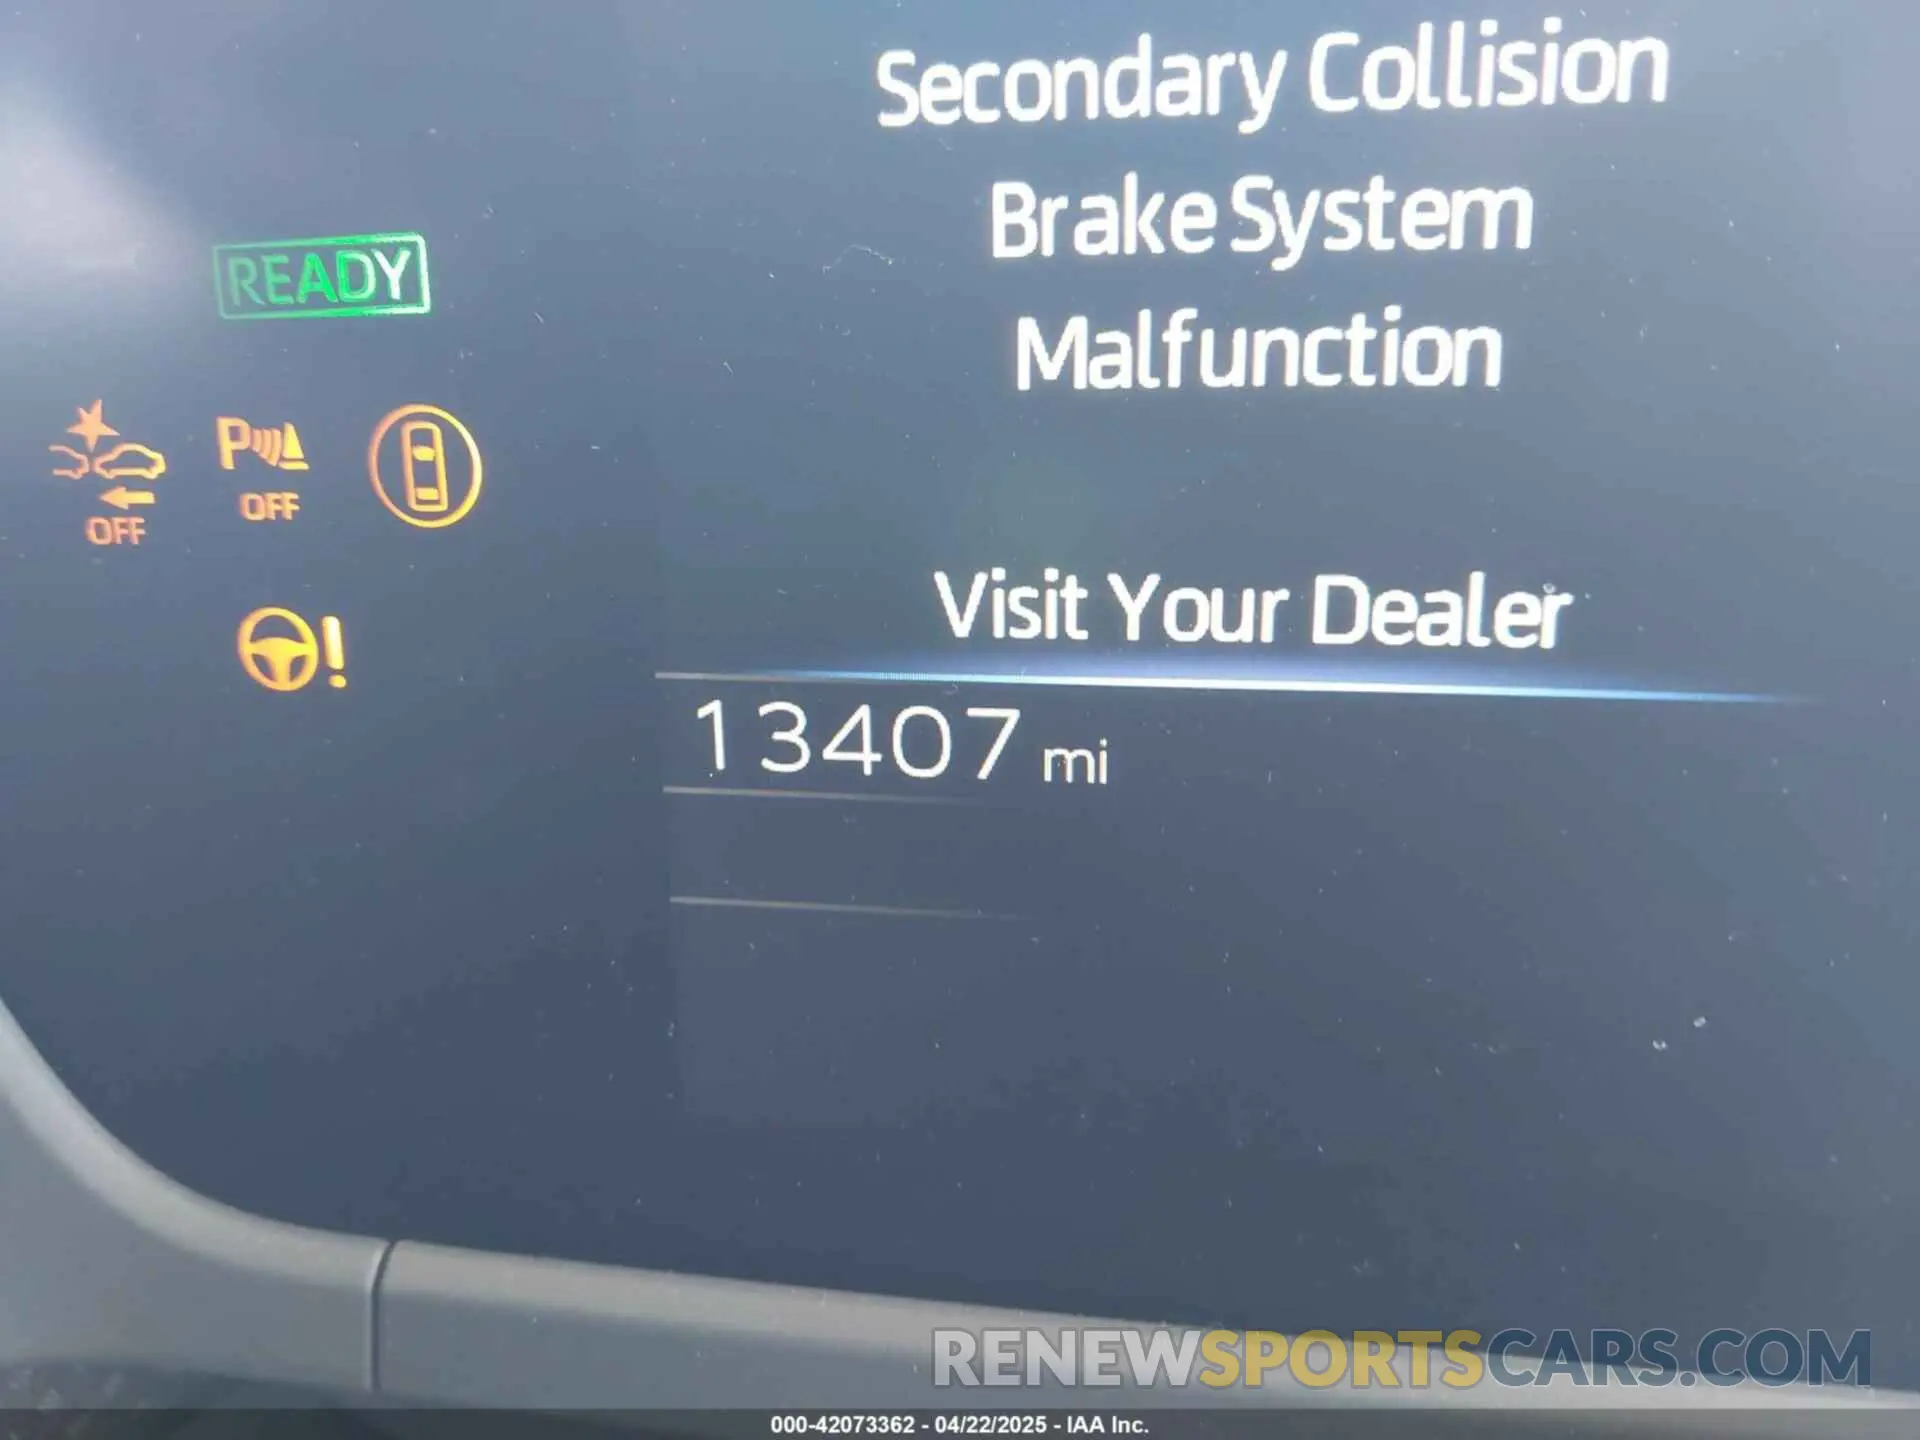 Secondary Collision
Brake System
Malfunction
READY
P
OFF
OFF
!
Visit Your Dealer
13407 mi
RENEWSPORTSCARS.COM
000-42073362 - 04/22/2025 - IAA Inc.